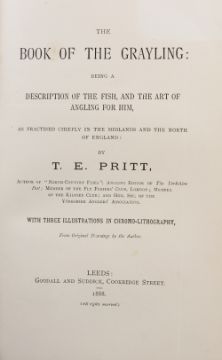 THE
BOOK OF THE GRAYLING:
BEING A
DESCRIPTION OF THE FISH, AND THE ART OF
ANGLING FOR HIM,
AS PRACTISED CHIEFLY IN THE MIDLANDS AND THE NORTH
OF ENGLAND:
BY
T. E. PRITT,
AUTHOR OF "NORTH-COUNTRY FLIES"; ANGLING EDITOR OF The Yorkshire
Post; MEMBER OF THE FLY FISHERS' CLUB, LONDON; MEMBER
OF THE KILNSEY CLUB; AND HON. SEC. OF THE
YORKSHIRE ANGLERS' ASSOCIATION.
WITH THREE ILLUSTRATIONS IN CHROMO-LITHOGRAPHY,
From Original Drawings by the Author.
LEEDS:
GOODALL AND SUDDICK, COOKRIDGE STREET.
1888.
(All rights reserved.)